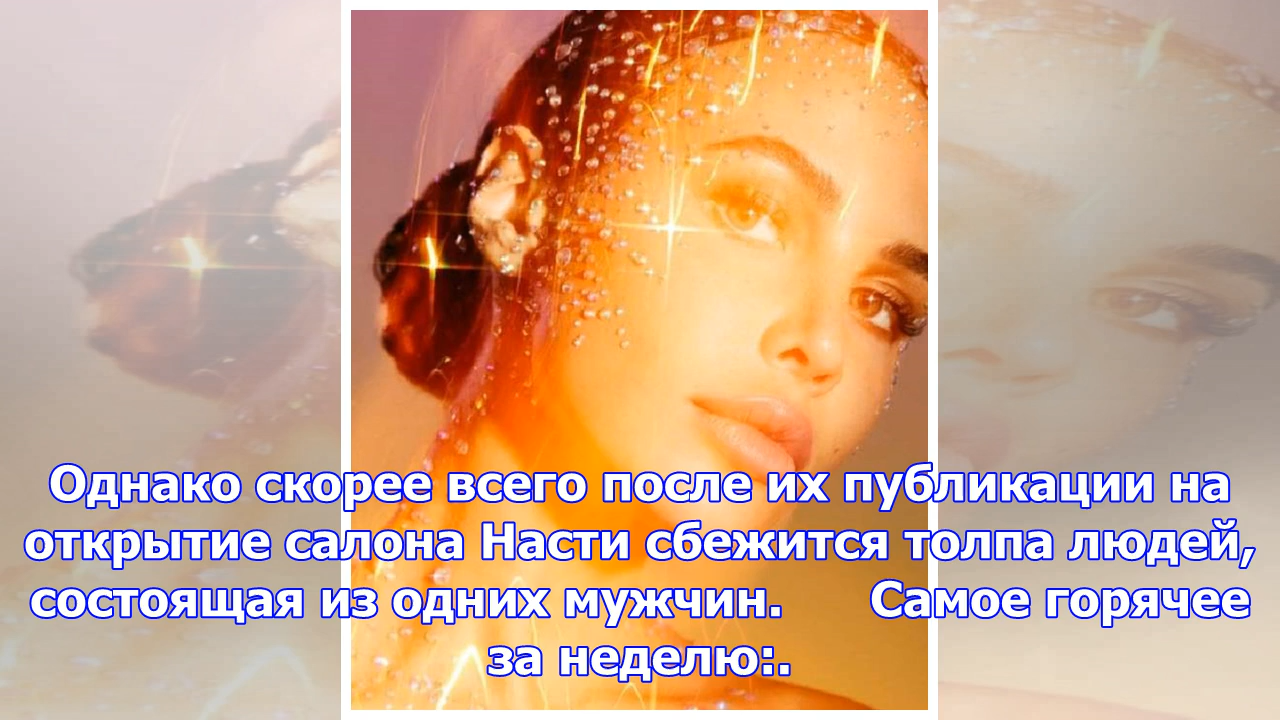 Однако скорее всего после их публикации на
открытие салона Насти сбежится толпа людей,
состоящая из одних мужчин. Самое горячее
за неделю:.